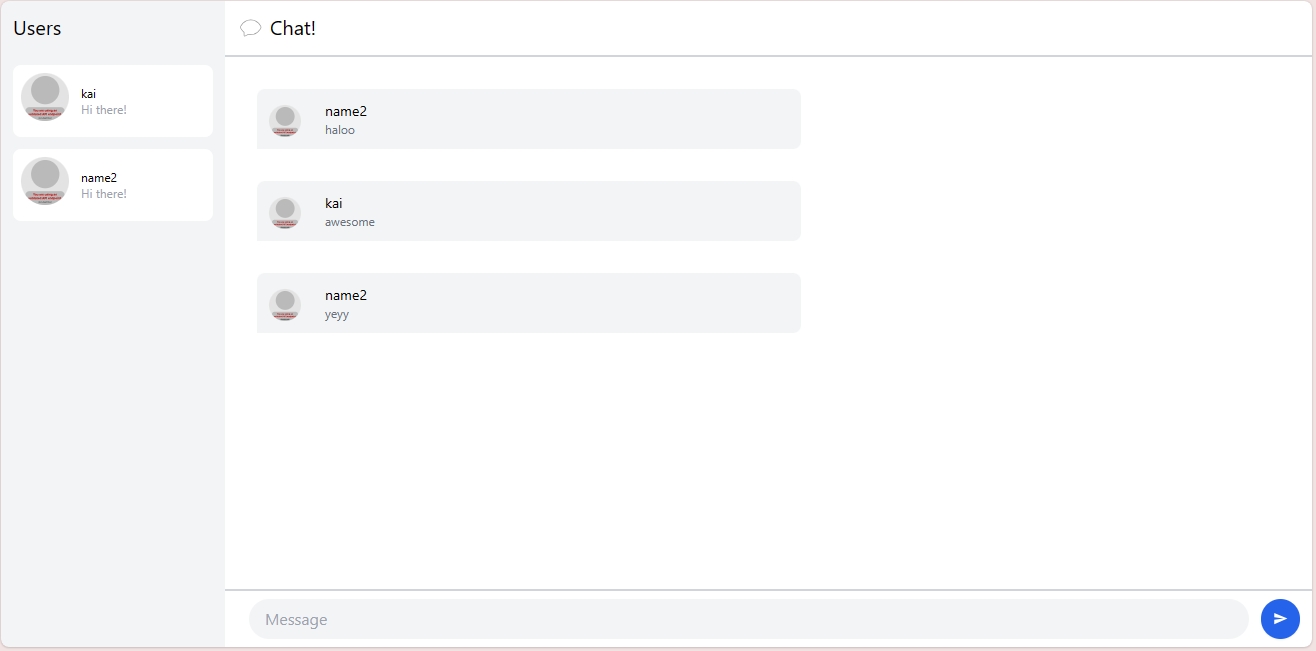 Users
kai
Hi there!
name2
Hi there!
Chat!
name2
haloo
kai
awesome
name2
yeyy
Message